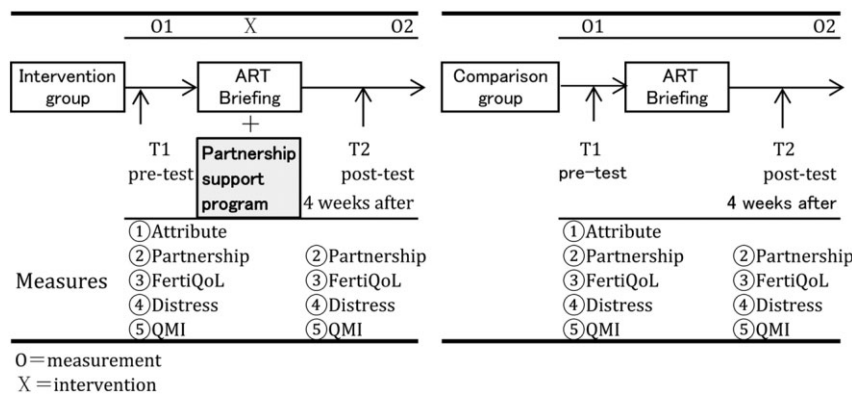 O1 X O2
Intervention
group
ART
Briefing
+
T1
pre-test
Partnership
support
program
T2
post-test
4 weeks after
Measures
①Attribute
②Partnership
③FertiQoL
④Distress
⑤QMI
②Partnership
③FertiQoL
④Distress
⑤QMI
O1 O2
Comparison
group
ART
Briefing
T1
pre-test
T2
post-test
4 weeks after
①Attribute
②Partnership
③FertiQoL
④Distress
⑤QMI
②Partnership
③FertiQoL
④Distress
⑤QMI
O=measurement
X=intervention